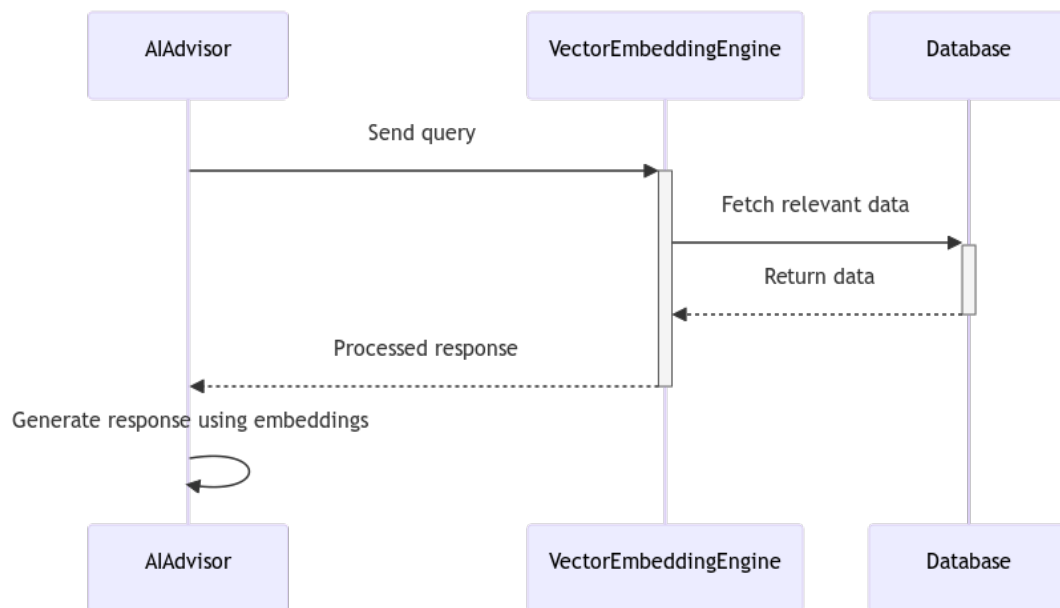 AIAdvisor
VectorEmbeddingEngine
Database
Send query
Fetch relevant data
Return data
Processed response
Generate response using embeddings
AIAdvisor
VectorEmbeddingEngine
Database